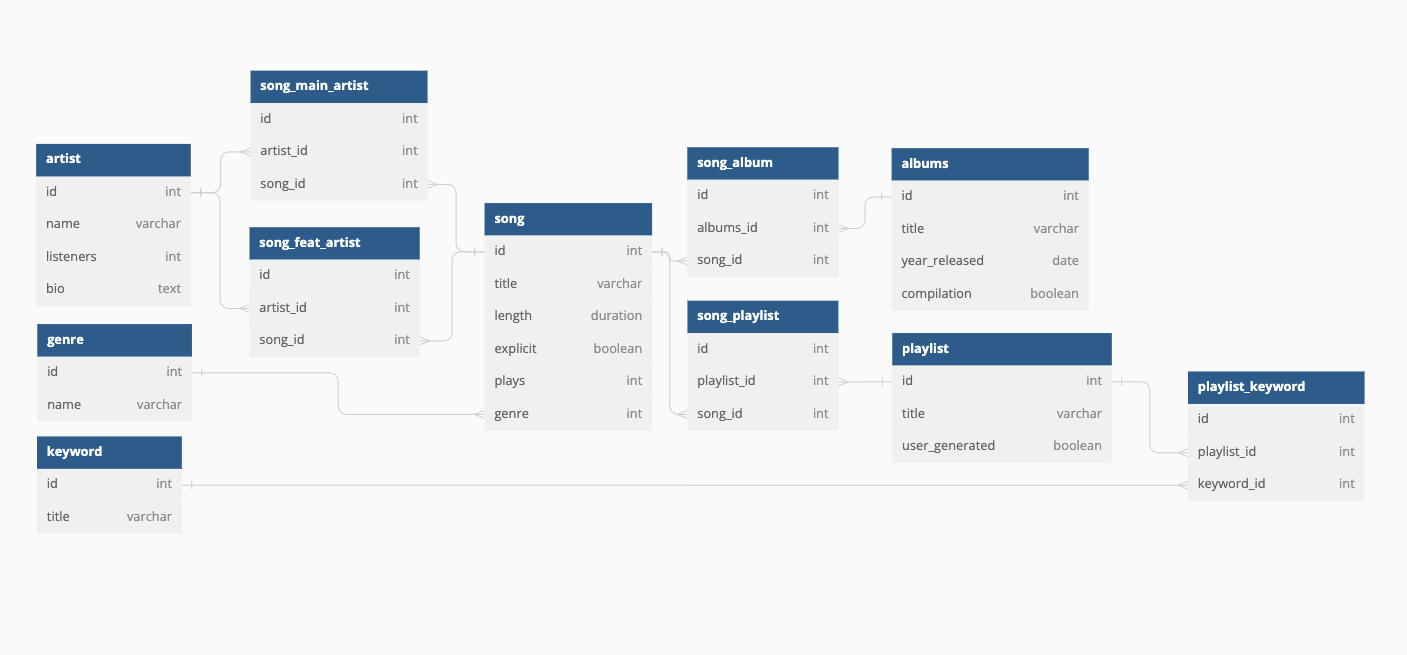 song_main_artist
id int
artist_id int
song_id int
artist
id int
name varchar
listeners int
bio text
song_feat_artist
id int
artist_id int
song_id int
genre
id int
name varchar
keyword
id int
title varchar
song
id int
title varchar
length duration
explicit boolean
plays int
genre int
song_album
id int
albums_id int
song_id int
song_playlist
id int
playlist_id int
song_id int
albums
id int
title varchar
year_released date
compilation boolean
playlist
id int
title varchar
user_generated boolean
playlist_keyword
id int
playlist_id int
keyword_id int